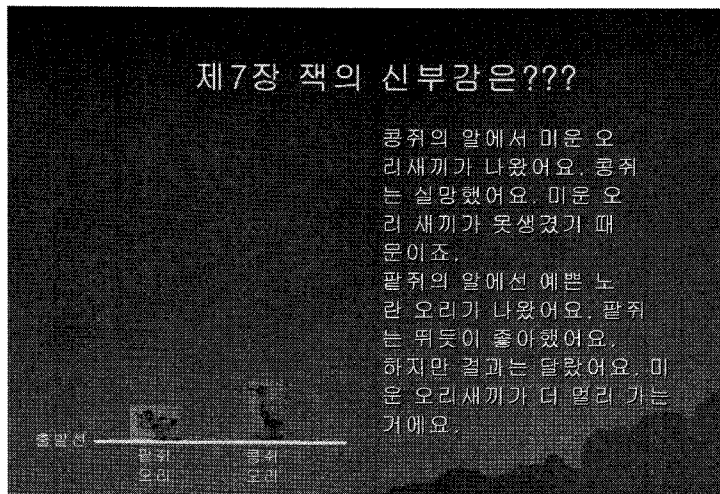 제7장 잭의 신부감은???
콩쥐의 알에서 미운 오
리새끼가 나왔어요. 콩쥐
는 실망했어요. 미운 오
리 새끼가 못생겼기 때
문이죠.
팥쥐의 알에선 예쁜 노
란 오리가 나왔어요. 팥쥐
는 뛰듯이 좋아했어요.
하지만 결과는 달랐어요. 미
운 오리새끼가 더 멀리 가는
거에요.
출발선
팥쥐 콩쥐
오리 오리